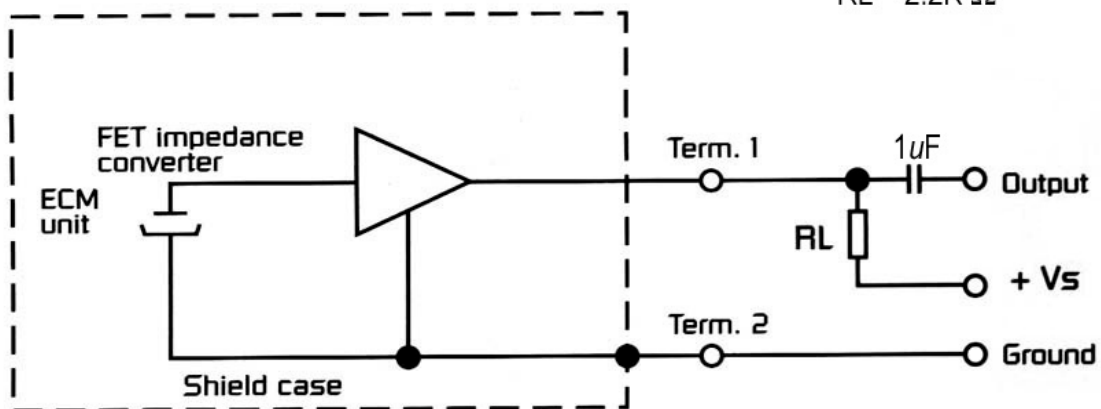 FET impedance
converter
ECM
unit
Shield case
Term. 1
1uF
Output
RL
+ Vs
Term. 2
Ground